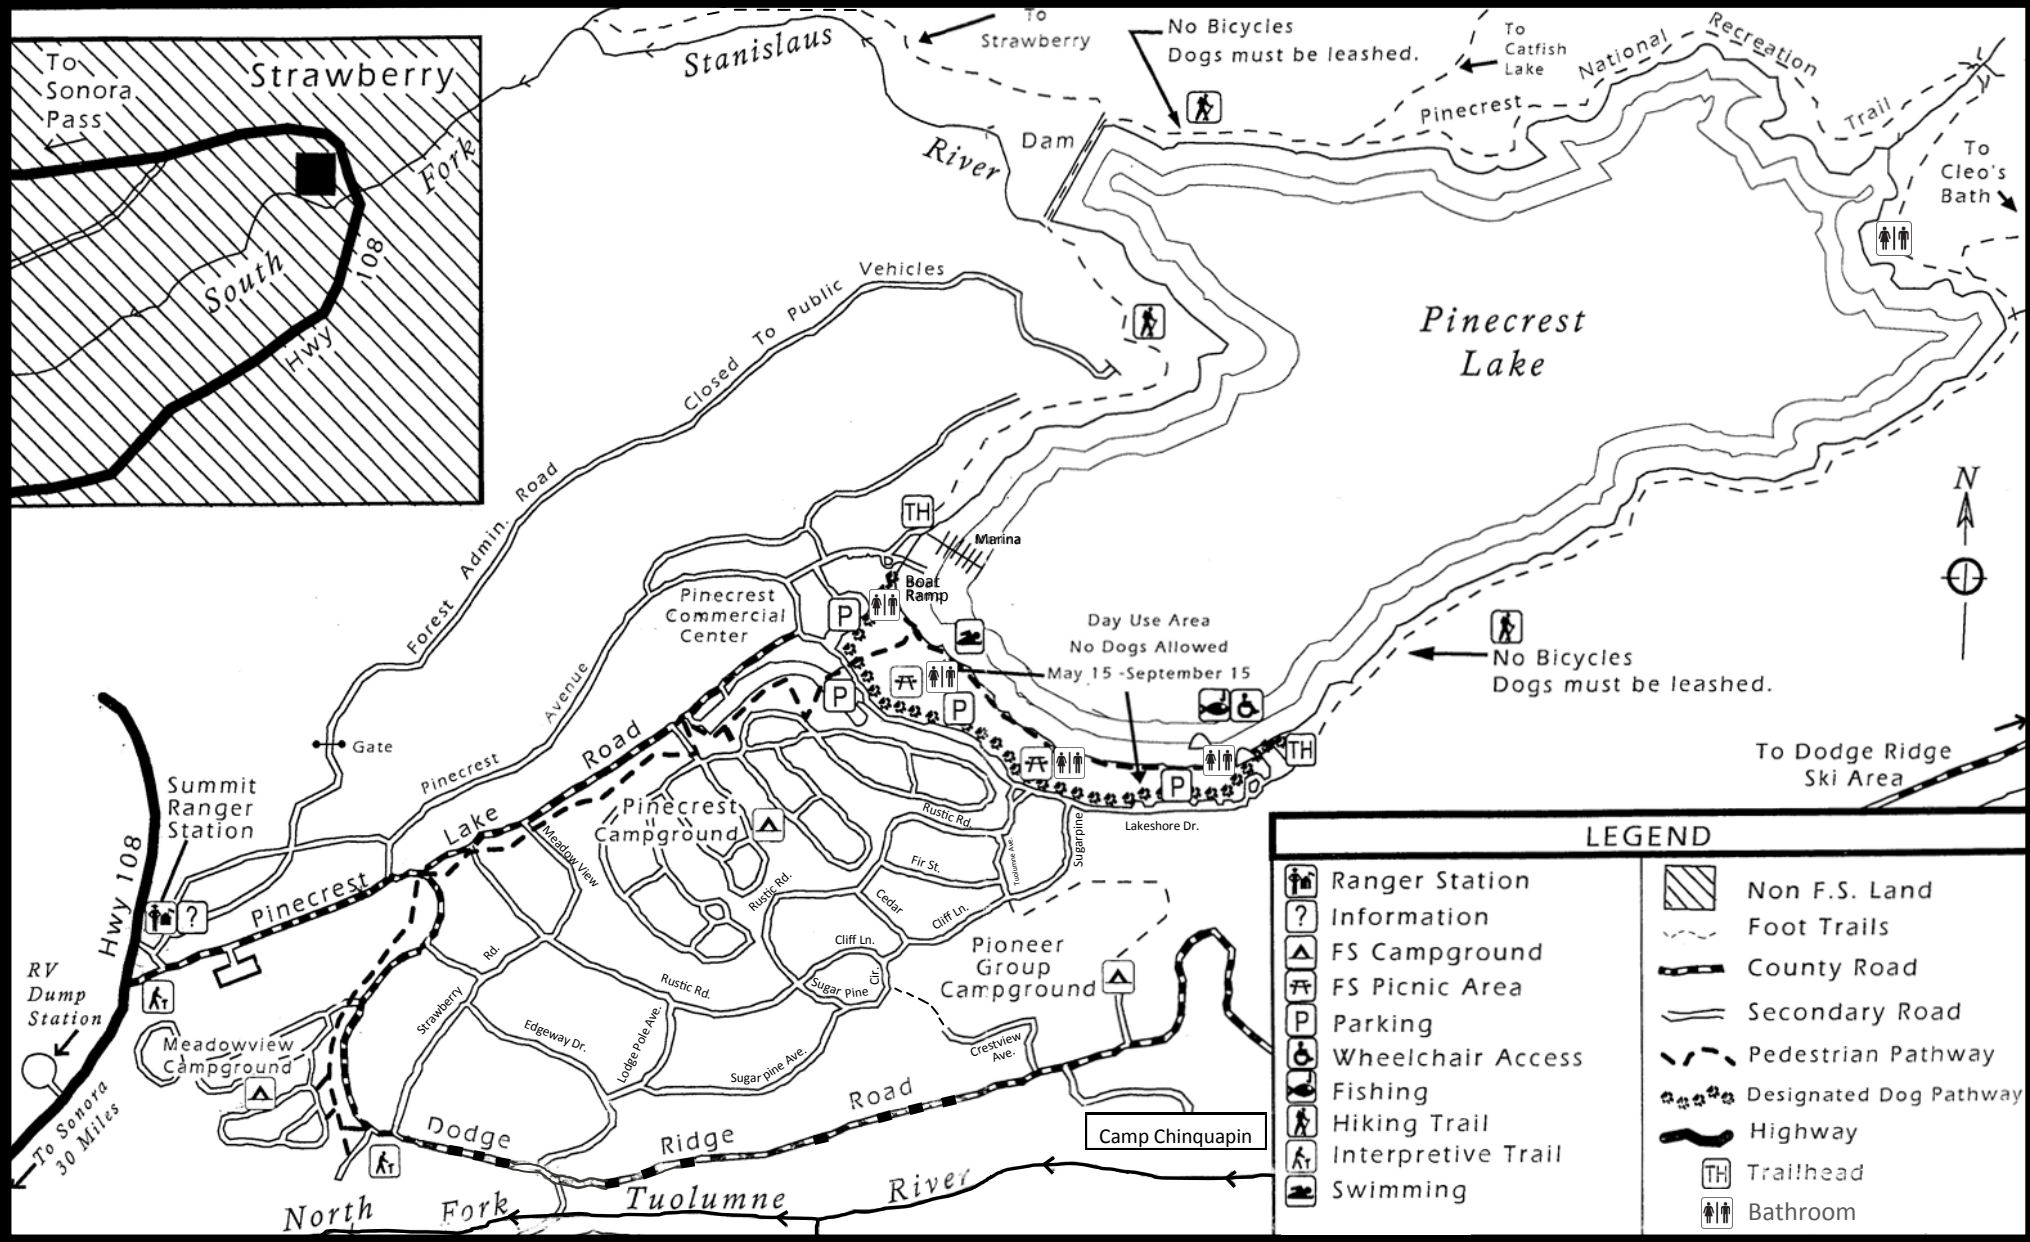 To
Sonora
Pass
Strawberry
South
Fork
Hwy
108
Stanislaus
River
To
Strawberry
No Bicycles
Dogs must be leashed.
To
Catfish
Lake
Pinecrest
National
Recreation
Trail
Dam
To
Cleo's
Bath
Pinecrest
Lake
Forest Admin. Road Closed To Public Vehicles
TH
Marina
Boat
Ramp
Pinecrest
Commercial
Center
P
Day Use Area
No Dogs Allowed
May 15 -September 15
P
P
P
TH
N
No Bicycles
Dogs must be leashed.
To Dodge Ridge
Ski Area
Gate
Pinecrest Avenue
Summit
Ranger
Station
?
Hwy 108
Pinecrest Lake Road
Pinecrest
Campground
Meadow View
Rustic Rd.
Lakeshore Dr.
Sugarpine
Tuolumne Ave.
Fir St.
Rustic Rd.
Cedar
Cliff Ln.
Cliff Ln.
Sugar Pine
Cir.
Strawberry
Rd.
Rustic Rd.
Edgeway Dr.
Lodge Pole Ave.
Sugar pine Ave.
Crestview
Ave.
Pioneer
Group
Campground
RV
Dump
Station
Meadowview
Campground
To Sonora
30 Miles
Dodge Ridge Road
Camp Chinquapin
North Fork Tuolumne River
LEGEND
Ranger Station
? Information
FS Campground
FS Picnic Area
P Parking
Wheelchair Access
Fishing
Hiking Trail
Interpretive Trail
Swimming
Non F.S. Land
Foot Trails
County Road
Secondary Road
Pedestrian Pathway
Designated Dog Pathway
Highway
TH Trailhead
Bathroom